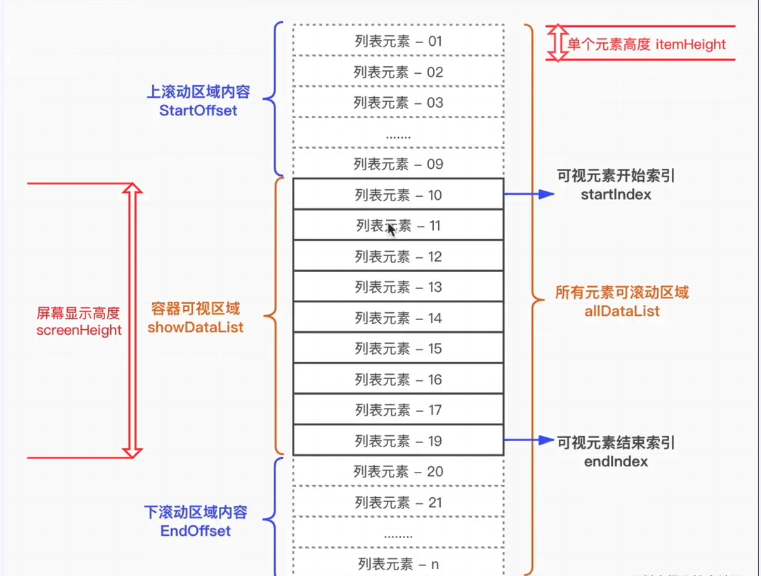 列表元素 – 01
列表元素 – 02
列表元素 – 03
.......
列表元素 – 09
列表元素 – 10
列表元素 – 11
列表元素 – 12
列表元素 – 13
列表元素 – 14
列表元素 – 15
列表元素 – 16
列表元素 – 17
列表元素 – 19
列表元素 – 20
列表元素 – 21
........
列表元素 – n
上滚动区域内容
StartOffset
屏幕显示高度
screenHeight
容器可视区域
showDataList
下滚动区域内容
EndOffset
单个元素高度 itemHeight
可视元素开始索引
startIndex
所有元素可滚动区域
allDataList
可视元素结束索引
endIndex